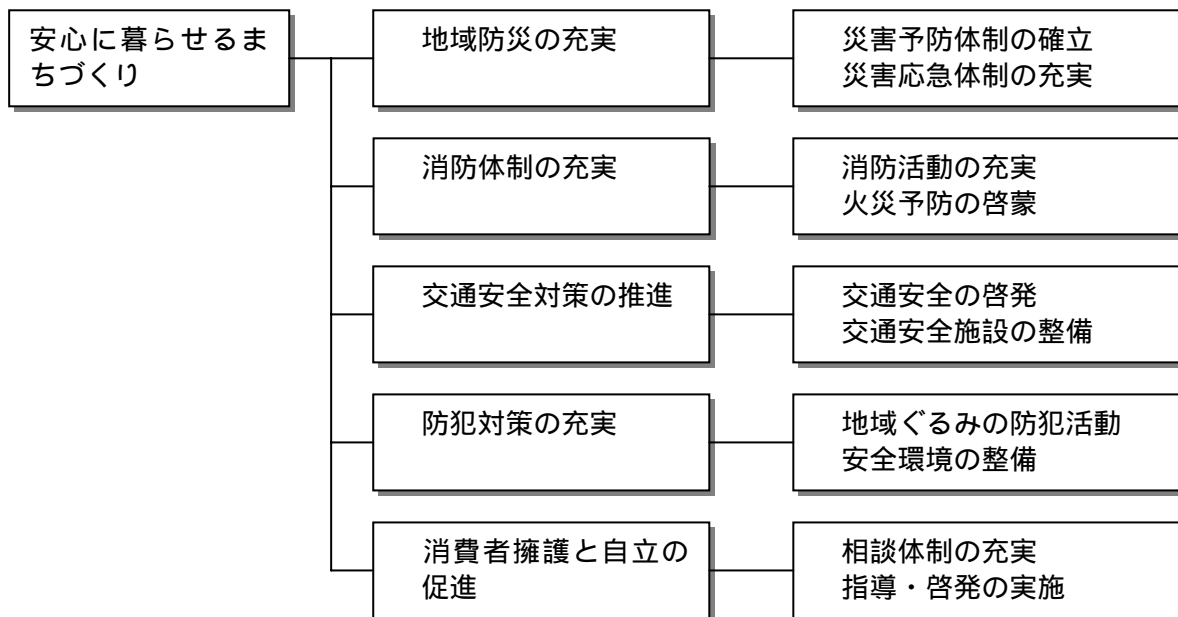 安心に暮らせるま
ちづくり
地域防災の充実
災害予防体制の確立
災害応急体制の充実
消防体制の充実
消防活動の充実
火災予防の啓蒙
交通安全対策の推進
交通安全の啓発
交通安全施設の整備
防犯対策の充実
地域ぐるみの防犯活動
安全環境の整備
消費者擁護と自立の
促進
相談体制の充実
指導・啓発の実施